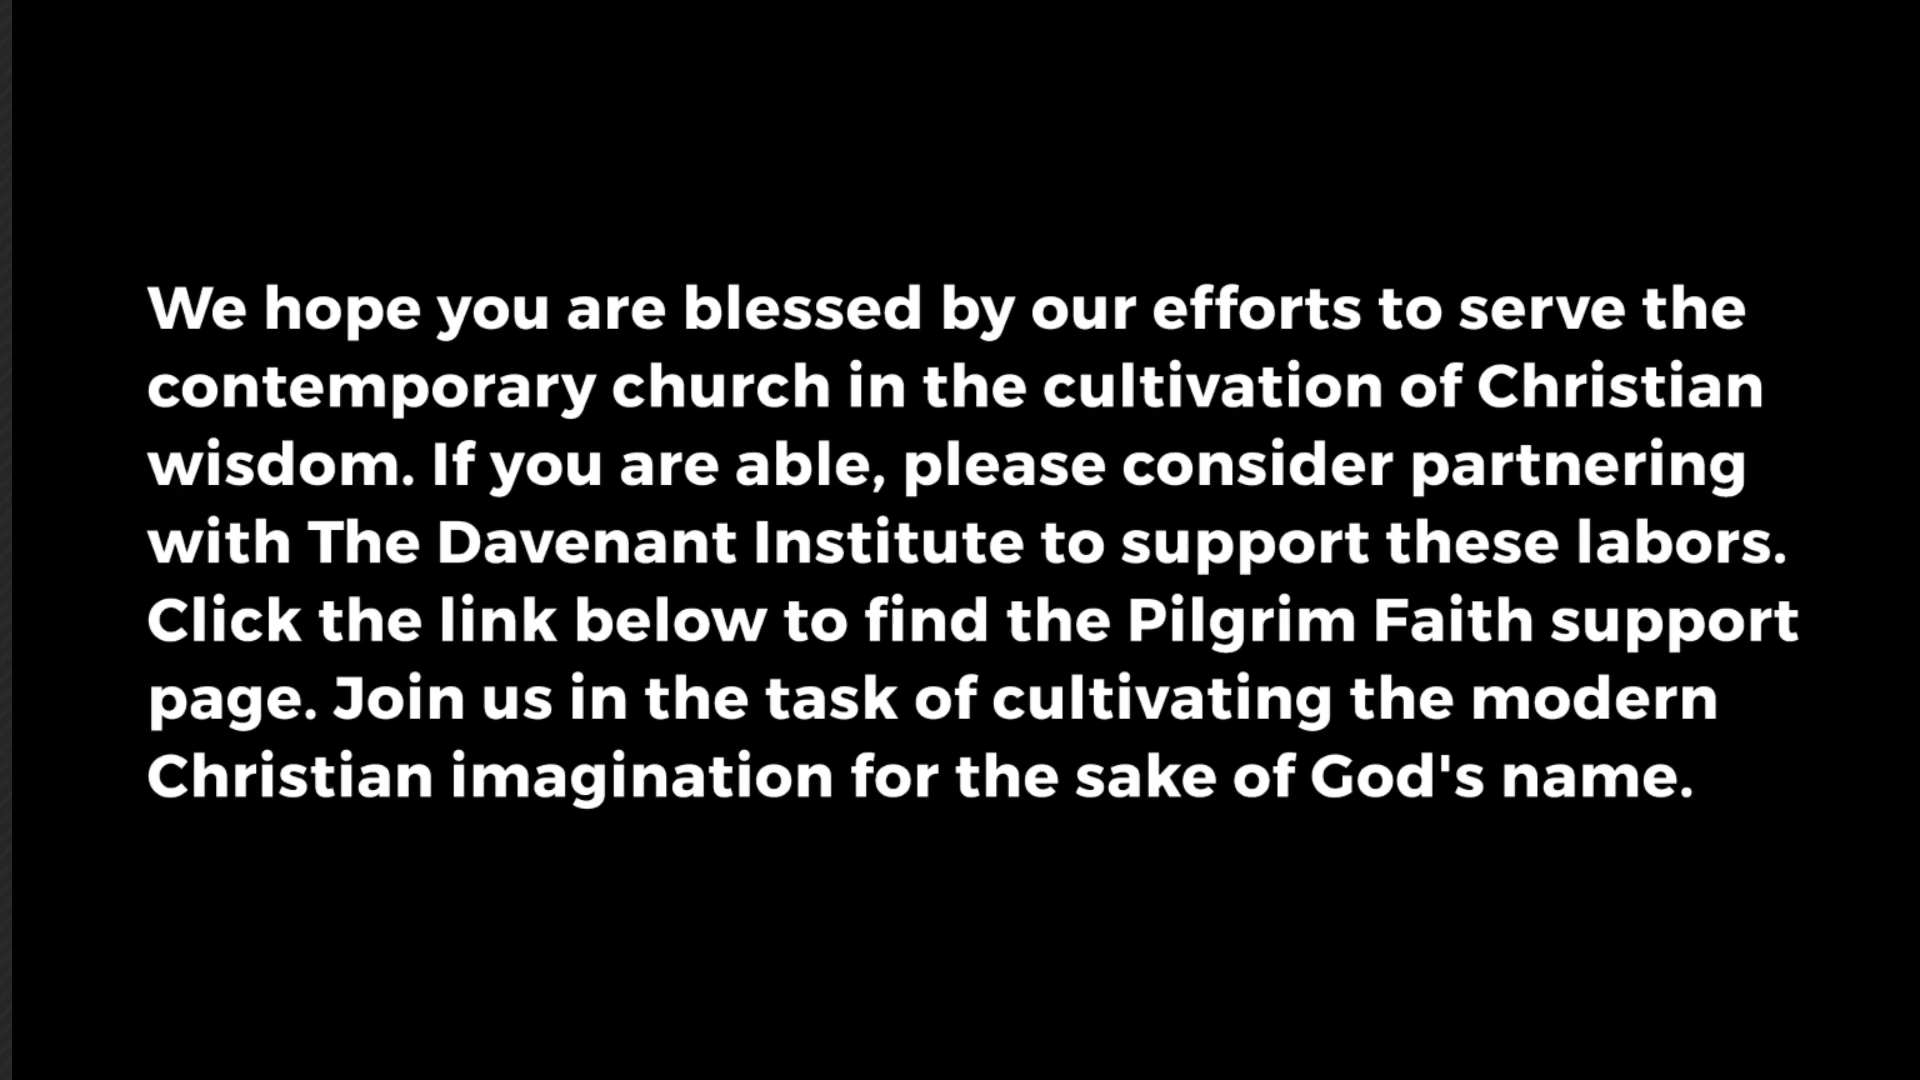 We hope you are blessed by our efforts to serve the
contemporary church in the cultivation of Christian
wisdom. If you are able, please consider partnering
with The Davenant Institute to support these labors.
Click the link below to find the Pilgrim Faith support
page. Join us in the task of cultivating the modern
Christian imagination for the sake of God's name.